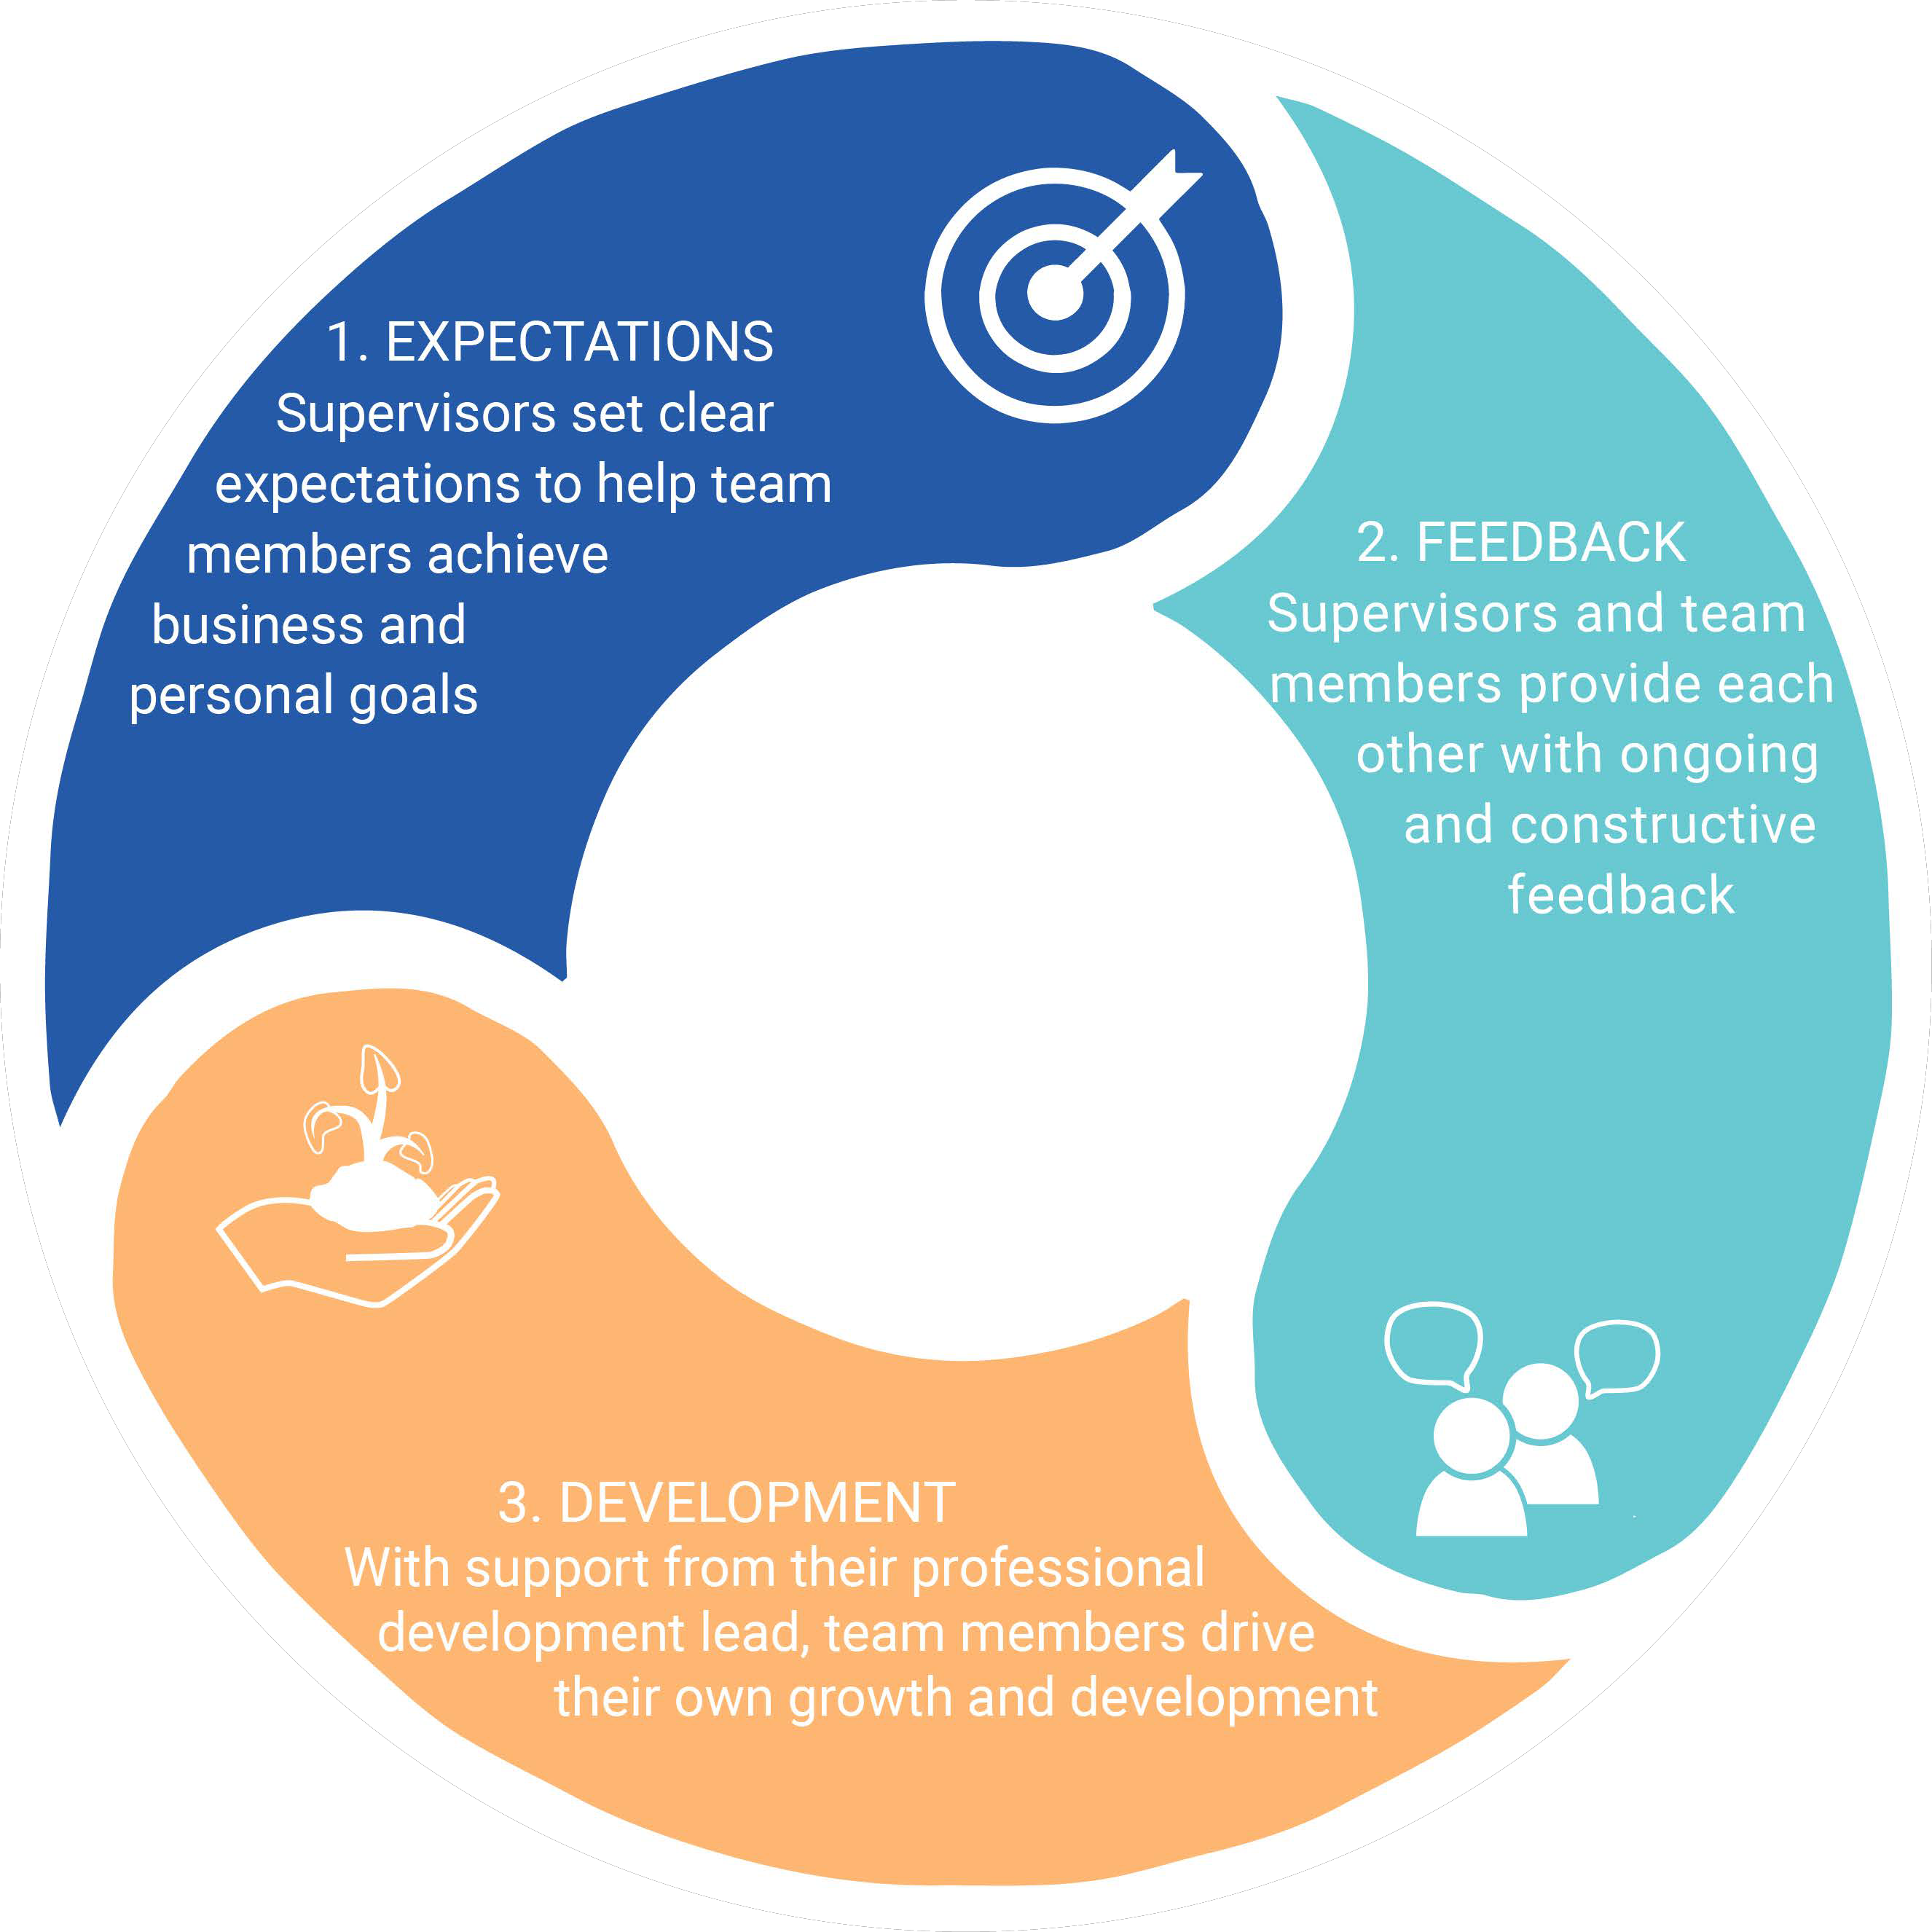 1. EXPECTATIONS
Supervisors set clear
expectations to help team
members achieve
business and
personal goals
2. FEEDBACK
Supervisors and team
members provide each
other with ongoing
and constructive
feedback
3. DEVELOPMENT
With support from their professional
development lead, team members drive
their own growth and development